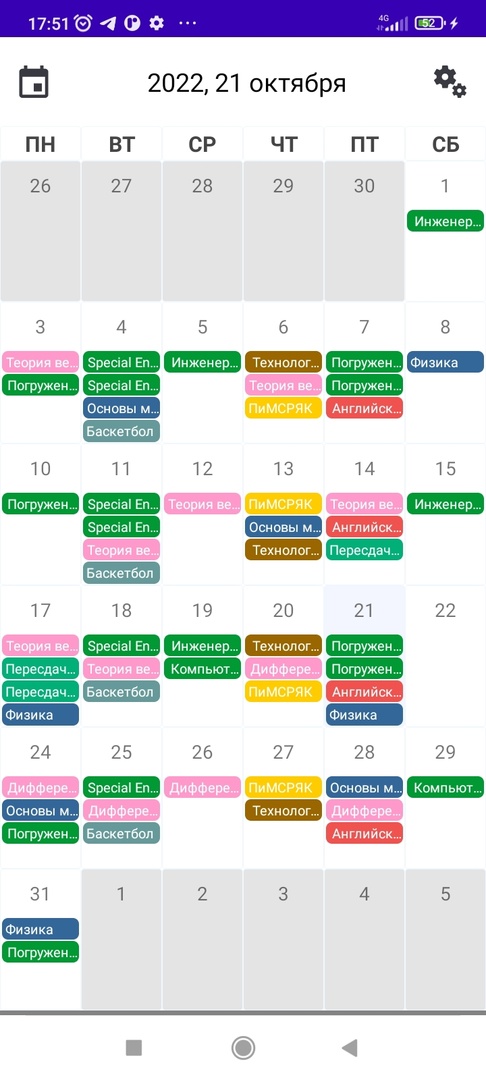 17:51 4G 52
2022, 21 октября
ПН ВТ СР ЧТ ПТ СБ
26 27 28 29 30 1
Инженер...
3 4 5 6 7 8
Теория ве... Special En... Инженер... Технолог... Погружен... Физика
Погружен... Special En... Теория ве... Погружен...
Основы м... ПиМСРЯК Английск...
Баскетбол
10 11 12 13 14 15
Погружен... Special En... Теория ве... ПиМСРЯК Теория ве... Инженер...
Special En... Основы м... Английск...
Теория ве... Технолог... Пересдач...
Баскетбол
17 18 19 20 21 22
Теория ве... Special En... Инженер... Технолог... Погружен...
Пересдач... Теория ве... Компьют... Диффере... Погружен...
Пересдач... Баскетбол ПиМСРЯК Английск...
Физика Физика
24 25 26 27 28 29
Диффере... Special En... Диффере... ПиМСРЯК Основы м... Компьют...
Основы м... Диффере... Технолог... Диффере...
Погружен... Баскетбол Английск...
31 1 2 3 4 5
Физика
Погружен...